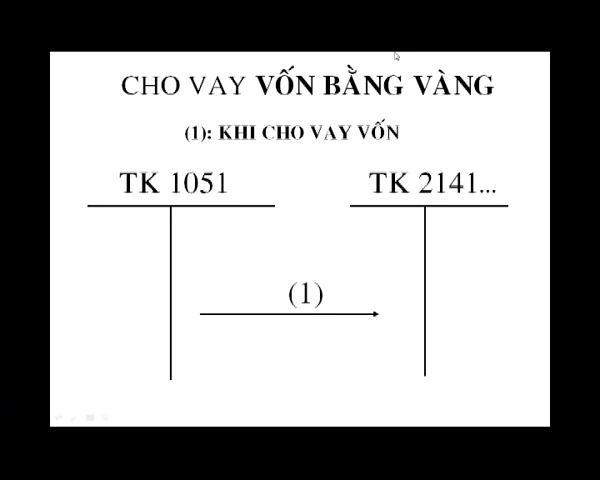 CHO VAY VỐN BẰNG VÀNG
(1): KHI CHO VAY VỐN
TK 1051
TK 2141...
(1)